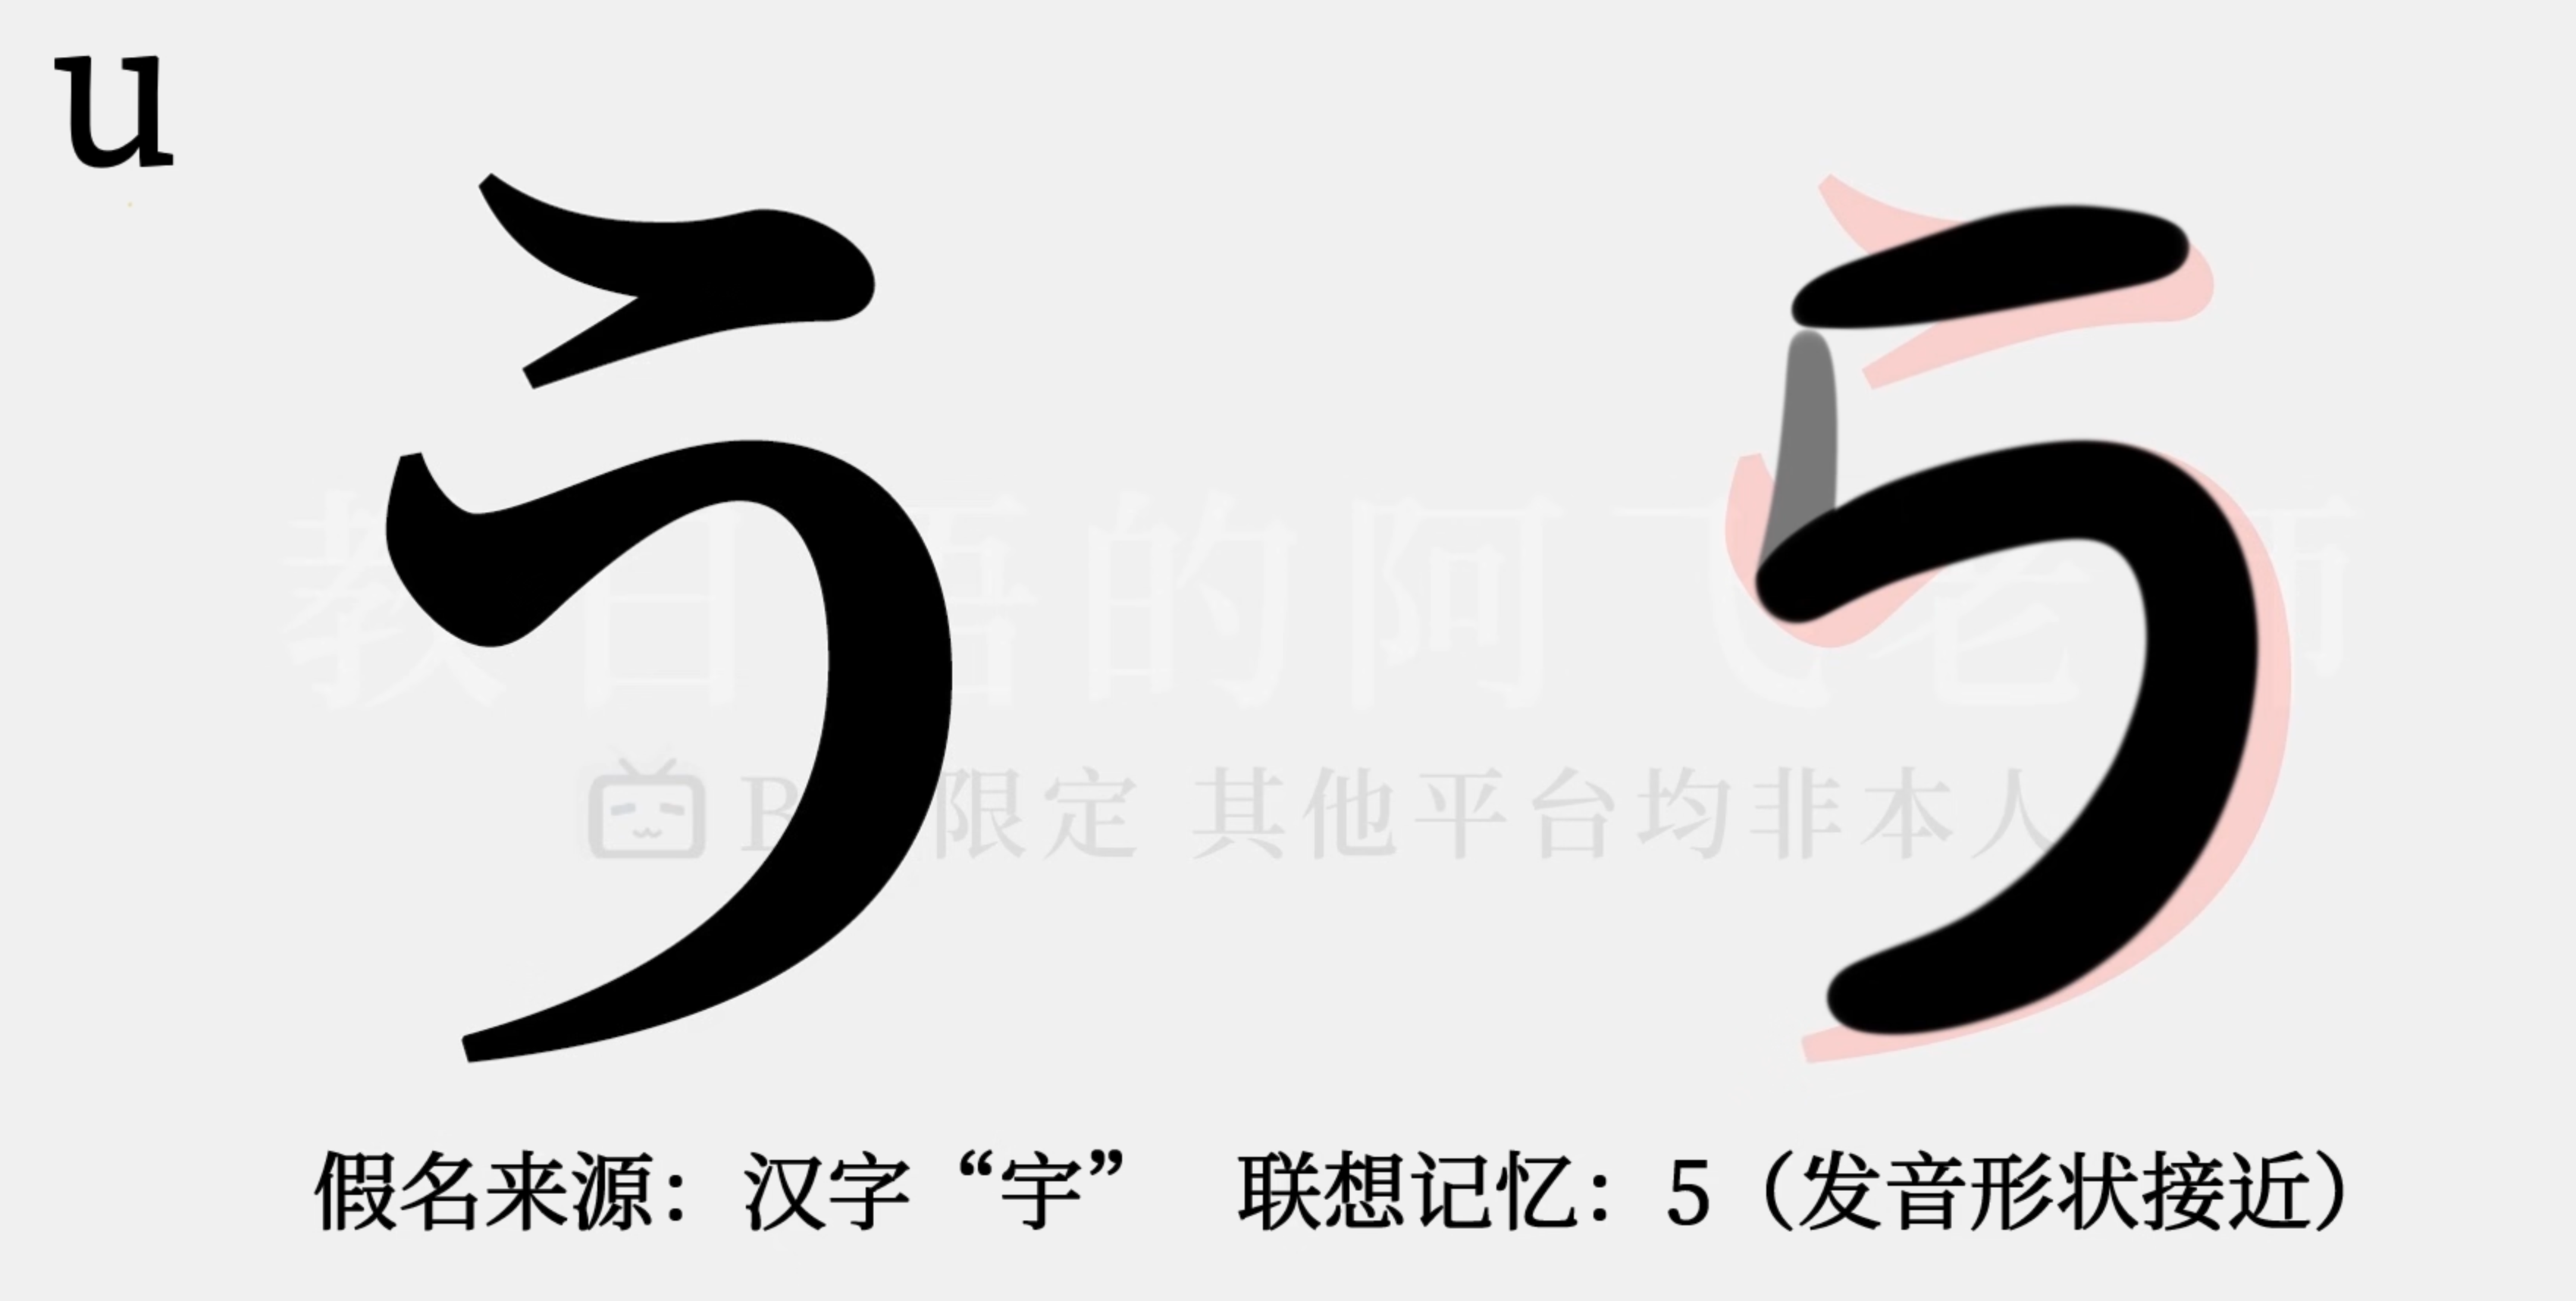 u
う
教日语的阿飞老师
B站限定 其他平台均非本人
假名来源：汉字“宇” 联想记忆：5（发音形状接近）